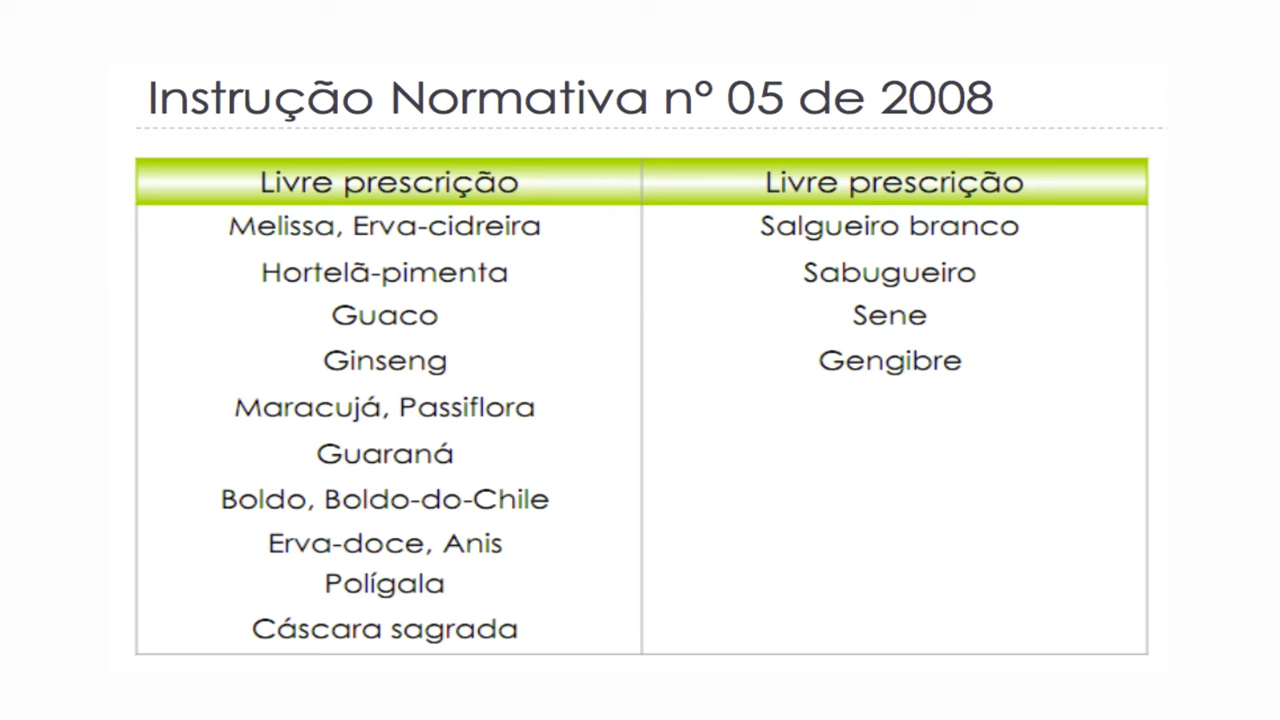 Instrução Normativa nº 05 de 2008
Livre prescrição
Melissa, Erva-cidreira
Hortelã-pimenta
Guaco
Ginseng
Maracujá, Passiflora
Guaraná
Boldo, Boldo-do-Chile
Erva-doce, Anis
Polígala
Cáscara sagrada
Livre prescrição
Salgueiro branco
Sabugueiro
Sene
Gengibre